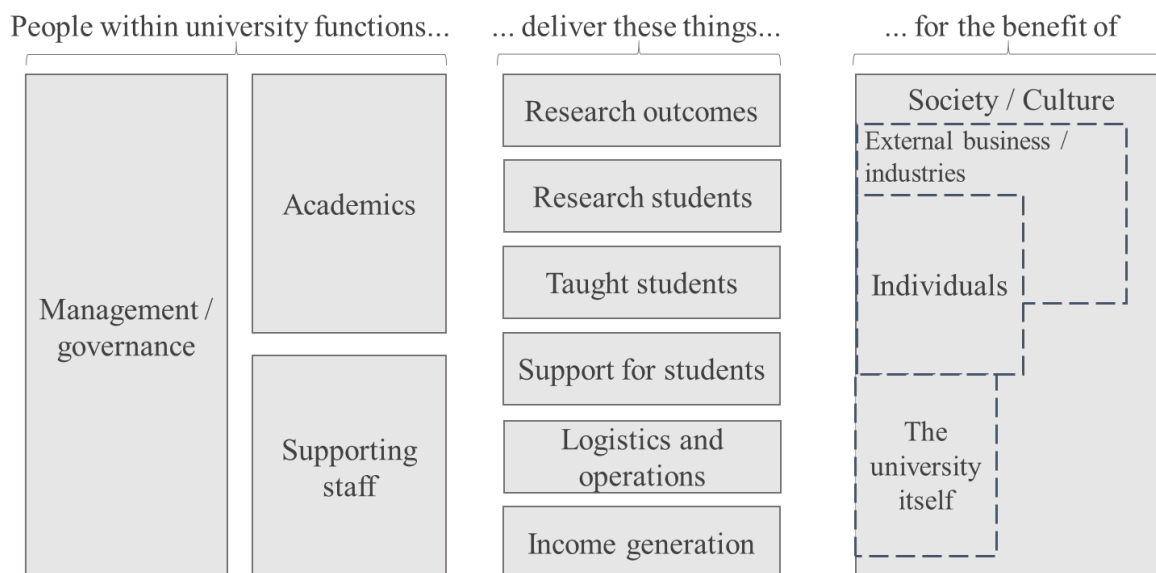 People within university functions...
... deliver these things...
... for the benefit of
Management /
governance
Academics
Supporting
staff
Research outcomes
Research students
Taught students
Support for students
Logistics and
operations
Income generation
Society / Culture
External business /
industries
Individuals
The
university
itself